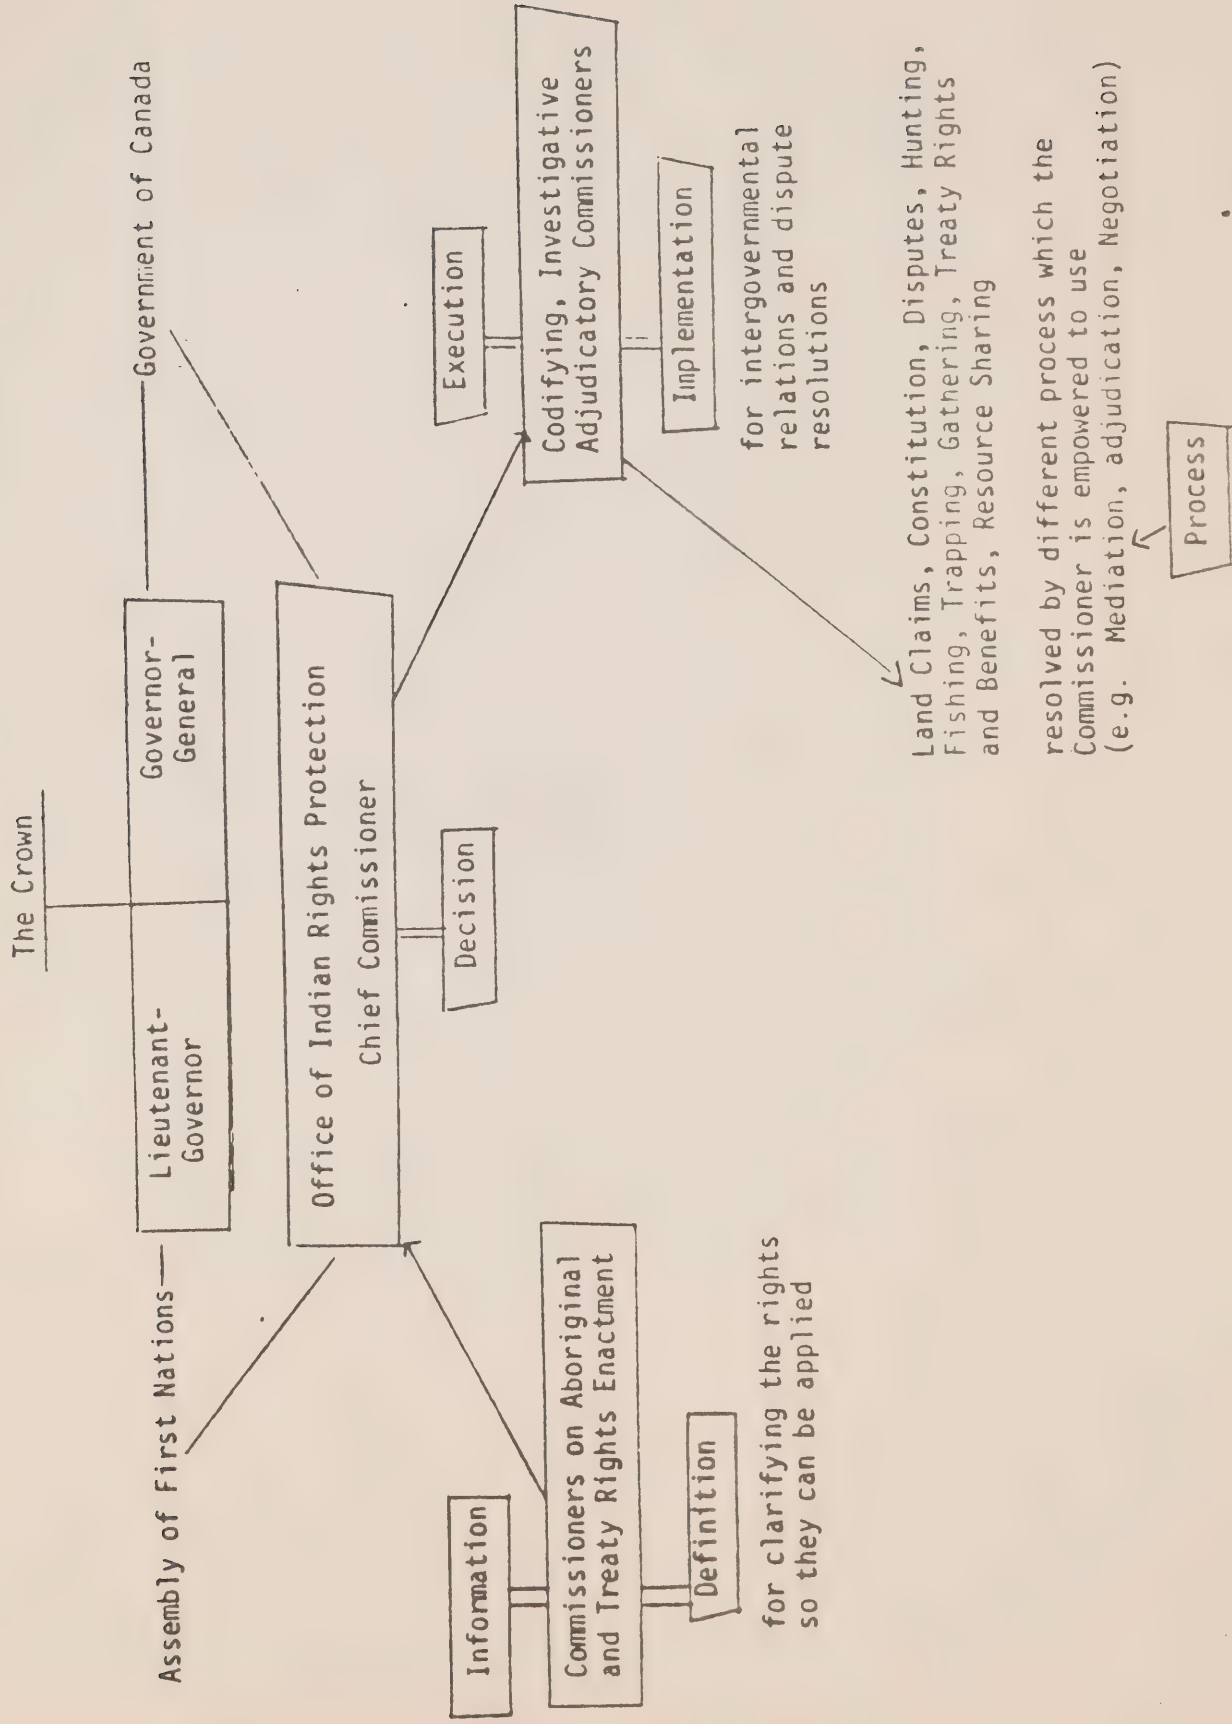 The Crown
Assembly of First Nations
Lieutenant-
Governor
Governor-
General
Government of Canada
Office of Indian Rights Protection
Chief Commissioner
Information
Decision
Execution
Commissioners on Aboriginal
and Treaty Rights Enactment
Codifying, Investigative
Adjudicatory Commissioners
Definition
Implementation
for clarifying the rights
so they can be applied
for intergovernmental
relations and dispute
resolutions
Land Claims, Constitution, Disputes, Hunting,
Fishing, Trapping, Gathering, Treaty Rights
and Benefits, Resource Sharing
resolved by different process which the
Commissioner is empowered to use
(e.g. Mediation, adjudication, Negotiation)
Process